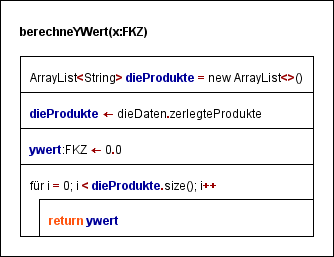 berechneYWert(x:FKZ)
ArrayList<String> dieProdukte = new ArrayList<>()
dieProdukte ← dieDaten.zerlegteProdukte
ywert:FKZ ← 0.0
für i = 0; i < dieProdukte.size(); i++
return ywert